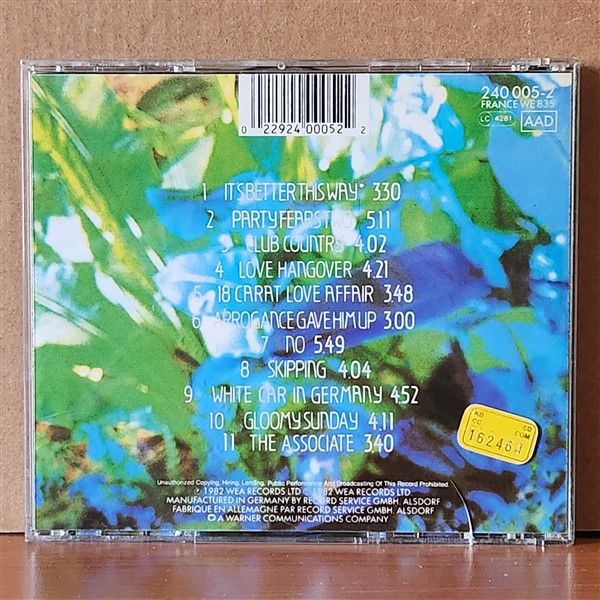 240 005-2
FRANCE WE 835
LC 4281 AAD
0 22924 00052 2
1 IT'S BETTER THIS WAY* 3.30
2 PARTY FEARS TWO 5.11
3 CLUB COUNTRY 4.02
4 LOVE HANGOVER 4.21
5 18 CARAT LOVE AFFAIR 3.48
6 ARROGANCE GAVE HIM UP 3.00
7 NO 5.49
8 SKIPPING 4.04
9 WHITE CAR IN GERMANY 4.52
10 GLOOMY SUNDAY 4.11
11 THE ASSOCIATE 3.40
KB CD
CC. COM
162464
Unauthorized Copying, Hiring, Lending, Public Performance And Broadcasting Of This Record Prohibited.
℗ 1982 WEA RECORDS LTD © 1982 WEA RECORDS LTD.
MANUFACTURED IN GERMANY BY RECORD SERVICE GMBH. ALSDORF
FABRIQUE EN ALLEMAGNE PAR RECORD SERVICE GMBH. ALSDORF
A WARNER COMMUNICATIONS COMPANY